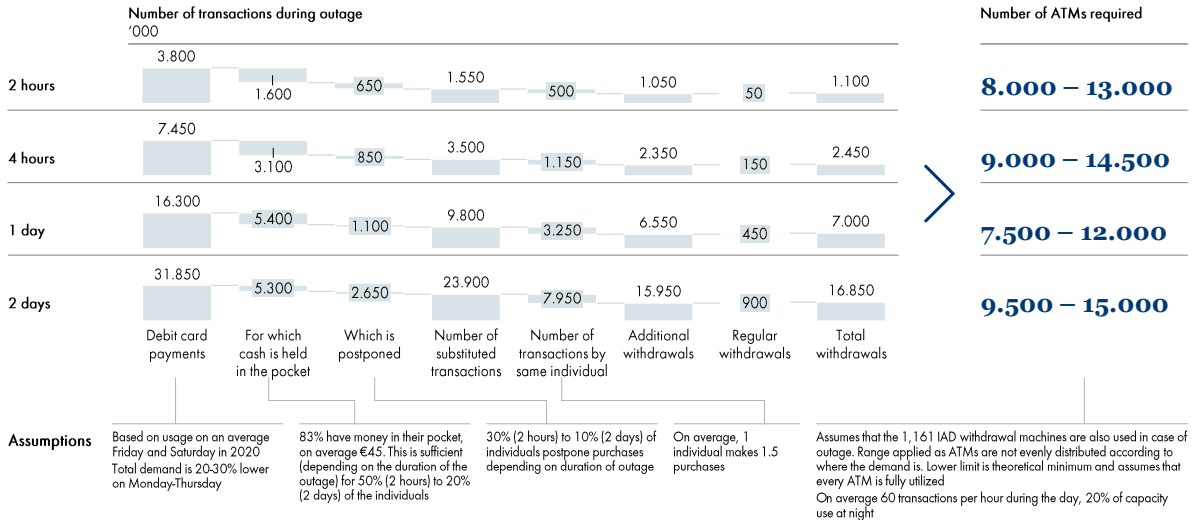 Number of transactions during outage
'000
Number of ATMs required
2 hours
3.800
1.600
650
1.550
500
1.050
50
1.100
8.000 – 13.000
4 hours
7.450
3.100
850
3.500
1.150
2.350
150
2.450
9.000 – 14.500
1 day
16.300
5.400
1.100
9.800
3.250
6.550
450
7.000
7.500 – 12.000
2 days
31.850
5.300
2.650
23.900
7.950
15.950
900
16.850
9.500 – 15.000
Debit card
payments
For which
cash is held
in the pocket
Which is
postponed
Number of
substituted
transactions
Number of
transactions by
same individual
Additional
withdrawals
Regular
withdrawals
Total
withdrawals
Assumptions
Based on usage on an average
Friday and Saturday in 2020
Total demand is 20-30% lower
on Monday-Thursday
83% have money in their pocket,
on average €45. This is sufficient
(depending on the duration of the
outage) for 50% (2 hours) to 20%
(2 days) of the individuals
30% (2 hours) to 10% (2 days) of
individuals postpone purchases
depending on duration of outage
On average, 1
individual makes 1.5
purchases
Assumes that the 1,161 IAD withdrawal machines are also used in case of
outage. Range applied as ATMs are not evenly distributed according to
where the demand is. Lower limit is theoretical minimum and assumes that
every ATM is fully utilized
On average 60 transactions per hour during the day, 20% of capacity
use at night